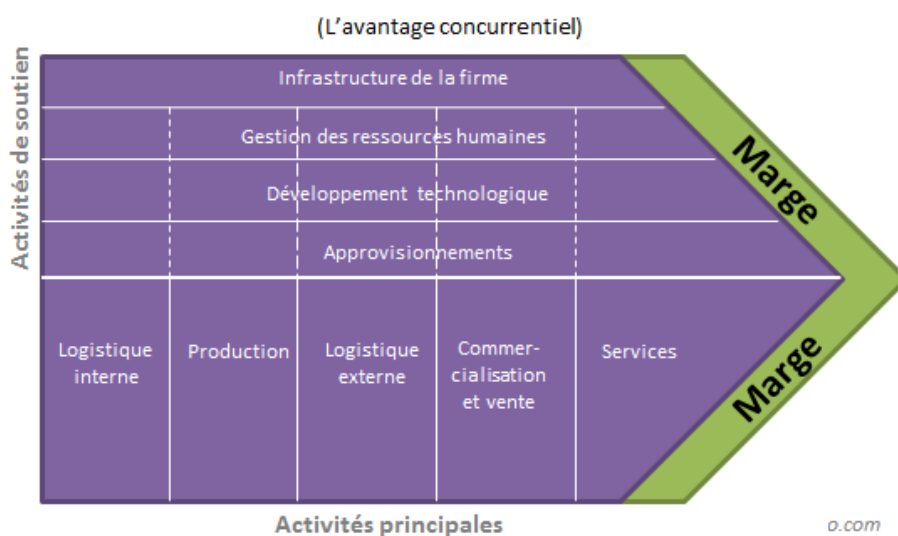 (L'avantage concurrentiel)
Activités de soutien
Infrastructure de la firme
Gestion des ressources humaines
Développement technologique
Approvisionnements
Logistique
interne
Production
Logistique
externe
Commer-
cialisation
et vente
Services
Marge
Marge
Activités principales
o.com